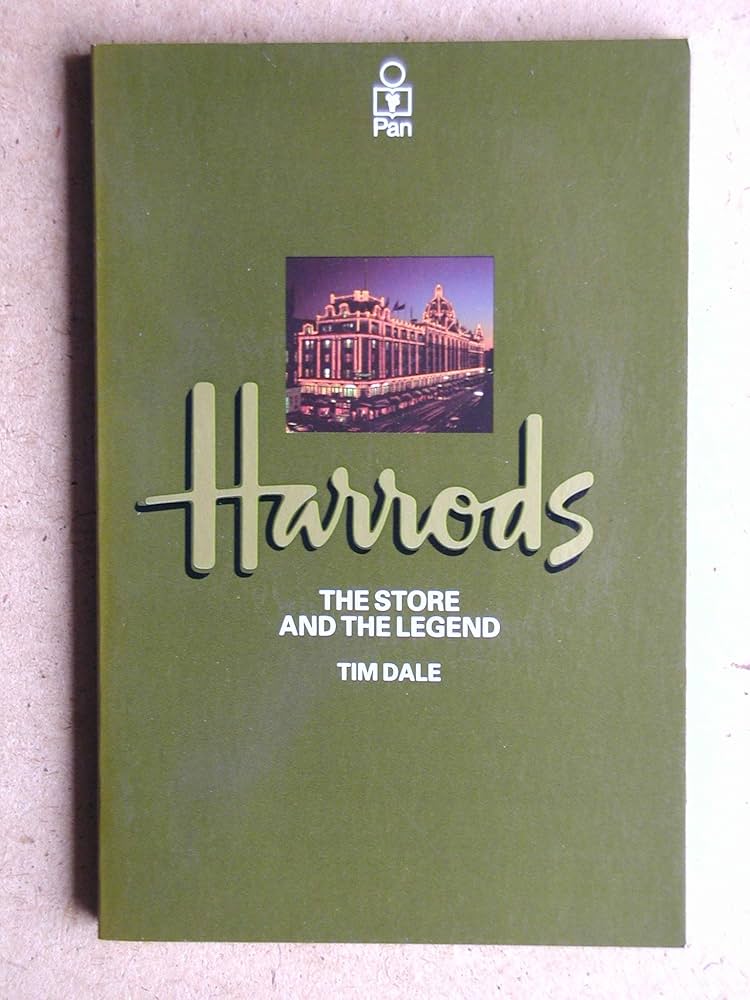 Pan
Harrods
THE STORE
AND THE LEGEND
TIM DALE